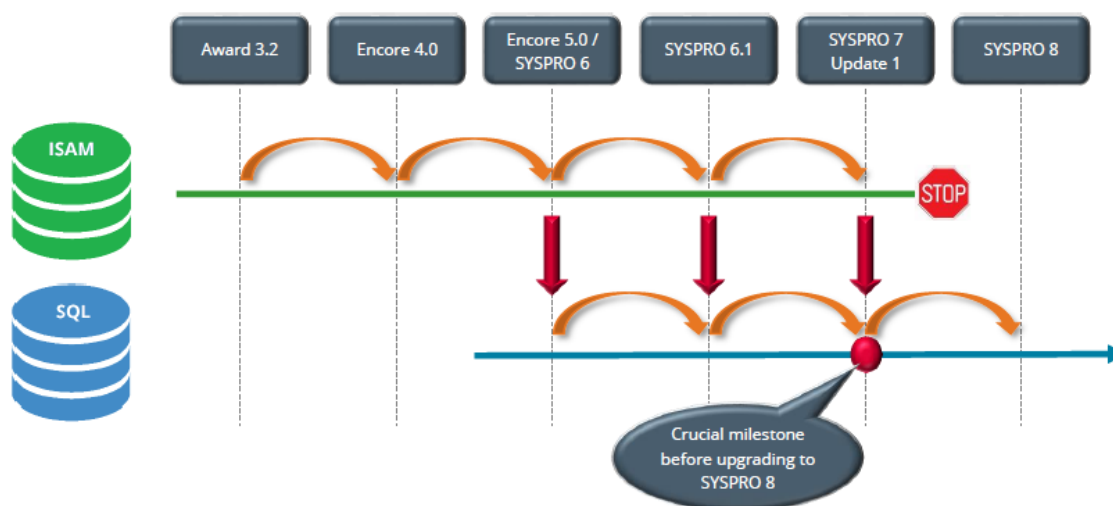 Award 3.2
Encore 4.0
Encore 5.0 /
SYSPRO 6
SYSPRO 6.1
SYSPRO 7
Update 1
SYSPRO 8
ISAM
STOP
SQL
Crucial milestone
before upgrading to
SYSPRO 8